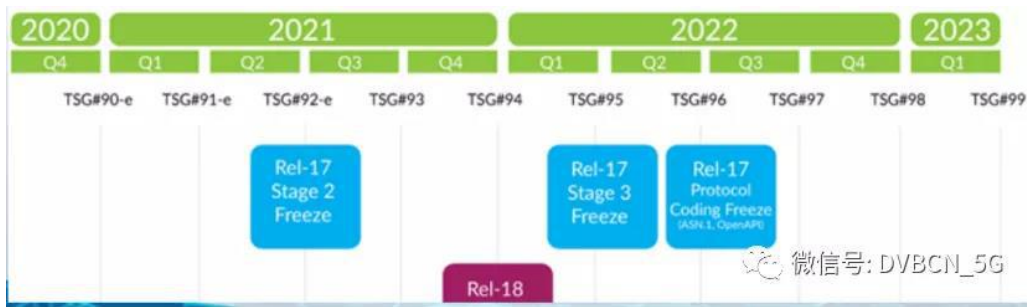 2020 2021 2022 2023
Q4 Q1 Q2 Q3 Q4 Q1 Q2 Q3 Q4 Q1
TSG#90-e TSG#91-e TSG#92-e TSG#93 TSG#94 TSG#95 TSG#96 TSG#97 TSG#98 TSG#99
Rel-17
Stage 2
Freeze
Rel-17
Stage 3
Freeze
Rel-17
Protocol
Coding Freeze
(ASN.1, OpenAPI)
微信号: DVBCN_5G
Rel-18